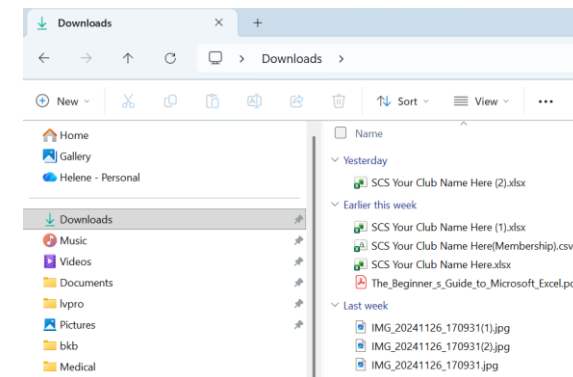 Downloads
Downloads
New
Sort
View
Home
Gallery
Helene - Personal
Downloads
Music
Videos
Documents
lvpro
Pictures
bkb
Medical
Name
Yesterday
SCS Your Club Name Here (2).xlsx
Earlier this week
SCS Your Club Name Here (1).xlsx
SCS Your Club Name Here(Membership).csv
SCS Your Club Name Here.xlsx
The_Beginner_s_Guide_to_Microsoft_Excel.pd
Last week
IMG_20241126_170931(1).jpg
IMG_20241126_170931(2).jpg
IMG_20241126_170931.jpg